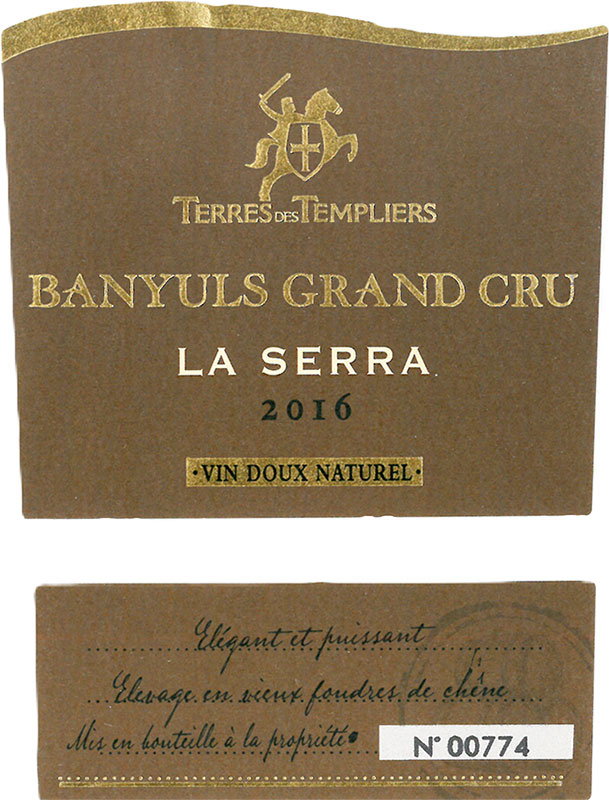 TERRES DES TEMPLIERS
BANYULS GRAND CRU
LA SERRA
2016
·VIN DOUX NATUREL·
Elégant et puissant
Elevage en vieux foudres de chêne
Mis en bouteille à la propriété
N° 00774